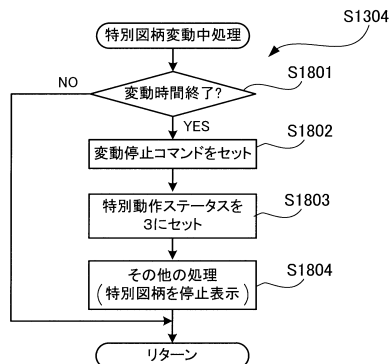 特別図柄変動中処理
S1304
NO
変動時間終了?
S1801
YES
S1802
変動停止コマンドをセット
特別動作ステータスを
3にセット
S1803
その他の処理
(特別図柄を停止表示)
S1804
リターン